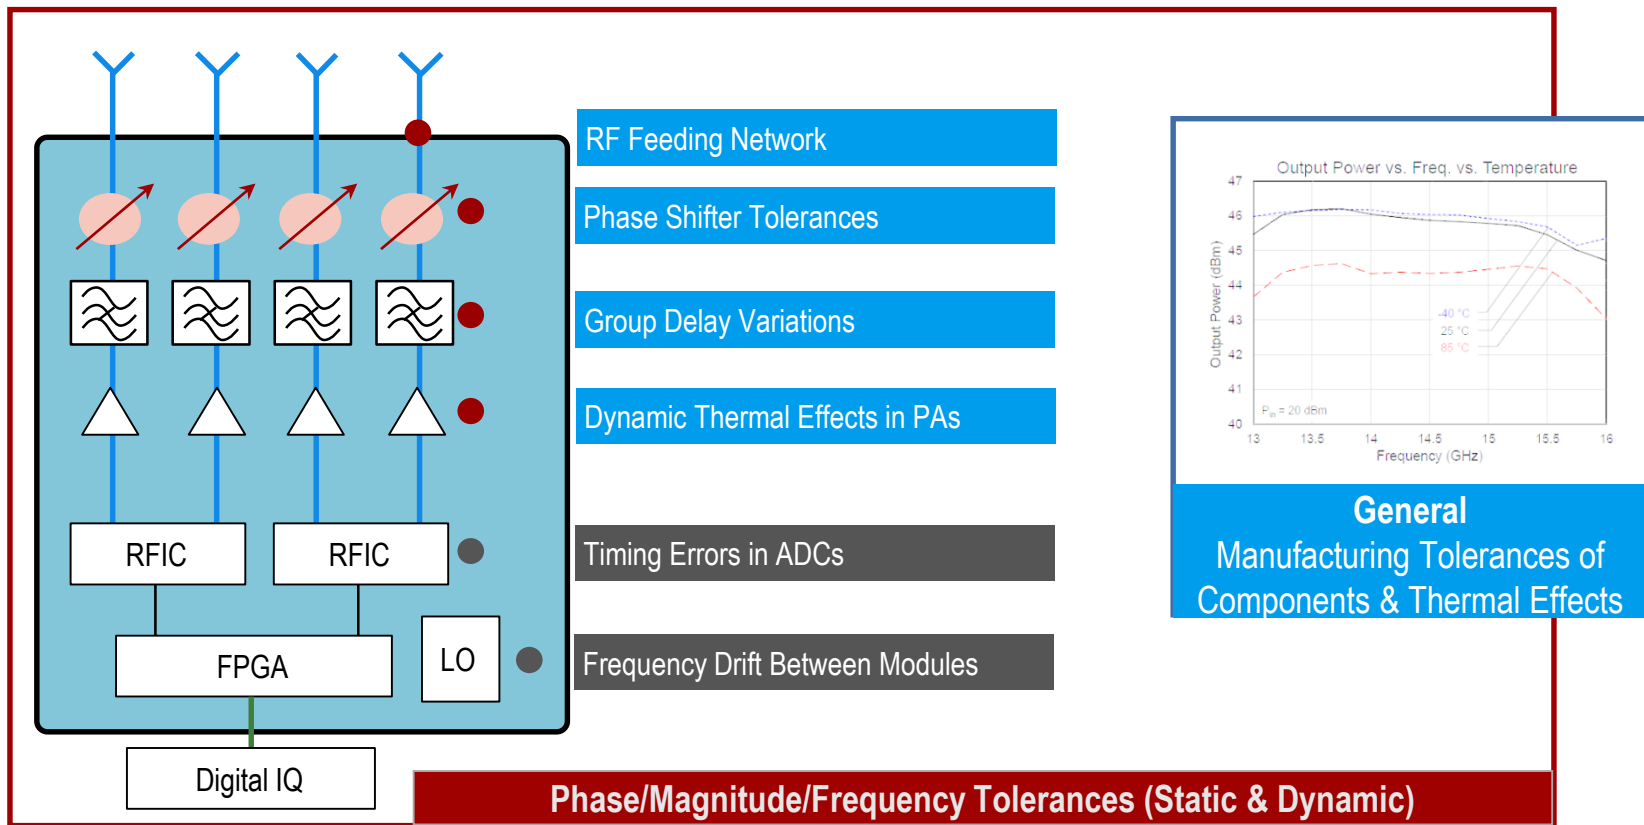 RF Feeding Network
Phase Shifter Tolerances
Group Delay Variations
Dynamic Thermal Effects in PAs
RFIC
RFIC
Timing Errors in ADCs
FPGA
LO
Frequency Drift Between Modules
Digital IQ
Phase/Magnitude/Frequency Tolerances (Static & Dynamic)
Output Power vs. Freq. vs. Temperature
Output Power (dBm)
47
46
45
44
43
42
41
40
-40 °C
25 °C
85 °C
Pin = 20 dBm
13 13.5 14 14.5 15 15.5 16
Frequency (GHz)
General
Manufacturing Tolerances of
Components & Thermal Effects